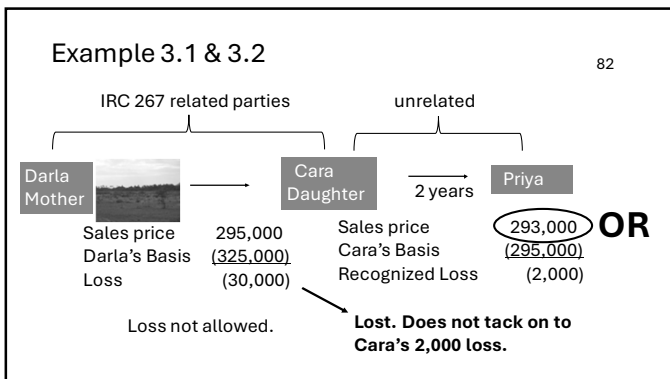 Example 3.1 & 3.2
82
IRC 267 related parties
unrelated
Darla
Mother
Cara
Daughter
2 years
Priya
Sales price 295,000
Darla's Basis (325,000)
Loss (30,000)
Sales price 293,000 OR
Cara's Basis (295,000)
Recognized Loss (2,000)
Loss not allowed.
Lost. Does not tack on to
Cara's 2,000 loss.